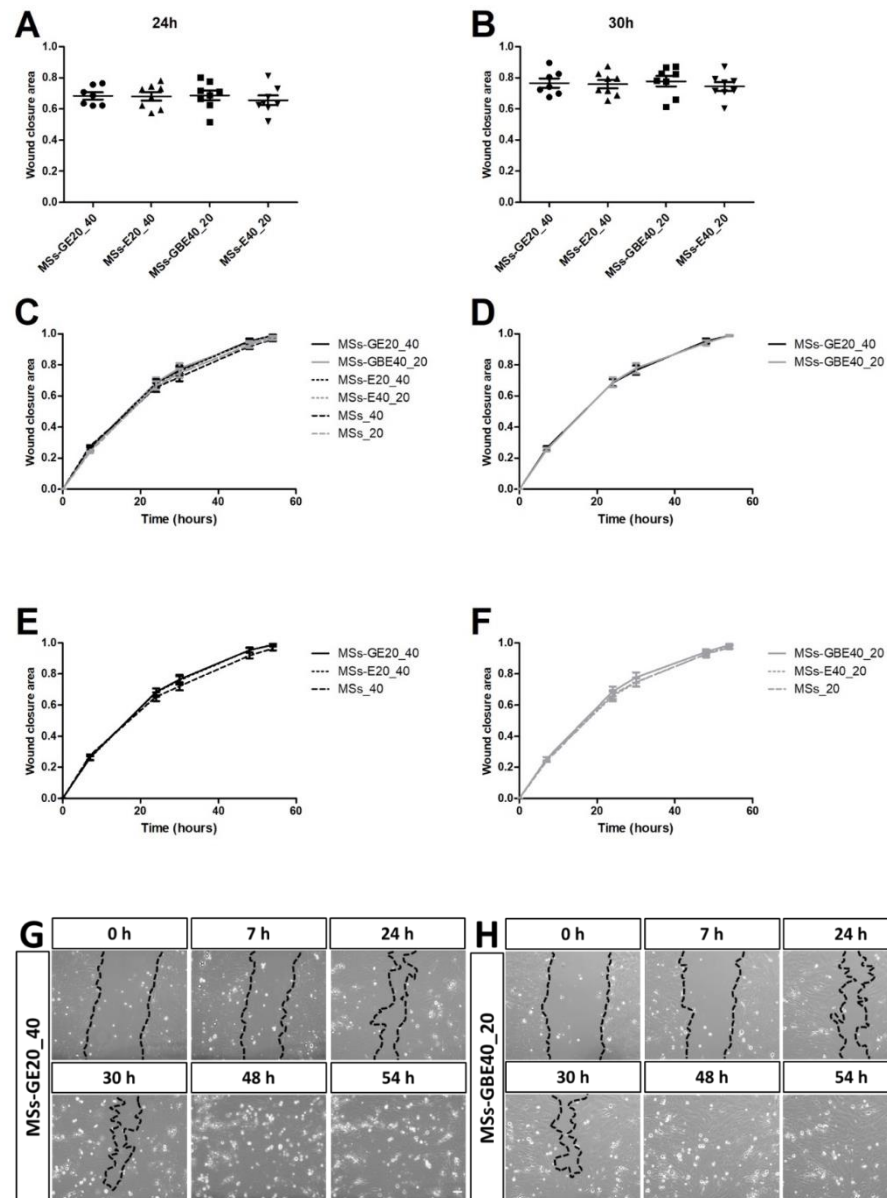 A
24h
Wound closure area
1.0
0.8
0.6
0.4
0.2
0.0
MSs-GE20_40
MSs-E20_40
MSs-GBE40_20
MSs-E40_20
B
30h
Wound closure area
1.0
0.8
0.6
0.4
0.2
0.0
MSs-GE20_40
MSs-E20_40
MSs-GBE40_20
MSs-E40_20
C
Wound closure area
1.0
0.8
0.6
0.4
0.2
0.0
0 20 40 60
Time (hours)
MSs-GE20_40
MSs-GBE40_20
MSs-E20_40
MSs-E40_20
MSs_40
MSs_20
D
Wound closure area
1.0
0.8
0.6
0.4
0.2
0.0
0 20 40 60
Time (hours)
MSs-GE20_40
MSs-GBE40_20
E
Wound closure area
1.0
0.8
0.6
0.4
0.2
0.0
0 20 40 60
Time (hours)
MSs-GE20_40
MSs-E20_40
MSs_40
F
Wound closure area
1.0
0.8
0.6
0.4
0.2
0.0
0 20 40 60
Time (hours)
MSs-GBE40_20
MSs-E40_20
MSs_20
G
MSs-GE20_40
0 h 7 h 24 h
30 h 48 h 54 h
H
MSs-GBE40_20
0 h 7 h 24 h
30 h 48 h 54 h